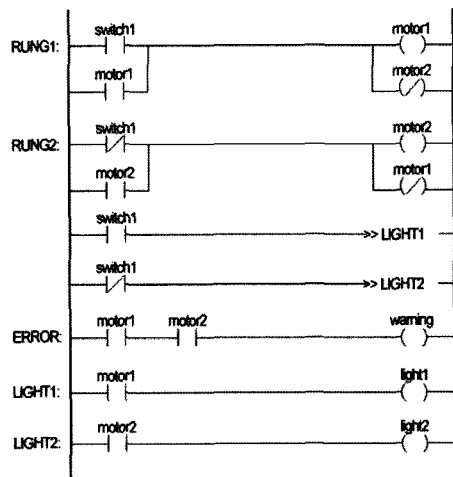 switch1 motor1
RUNG1:
motor1 motor2
switch1 motor2
RUNG2:
motor2 motor1
switch1
>> LIGHT1
switch1
>> LIGHT2
motor1 motor2 warning
ERROR:
motor1 light1
LIGHT1:
motor2 light2
LIGHT2: